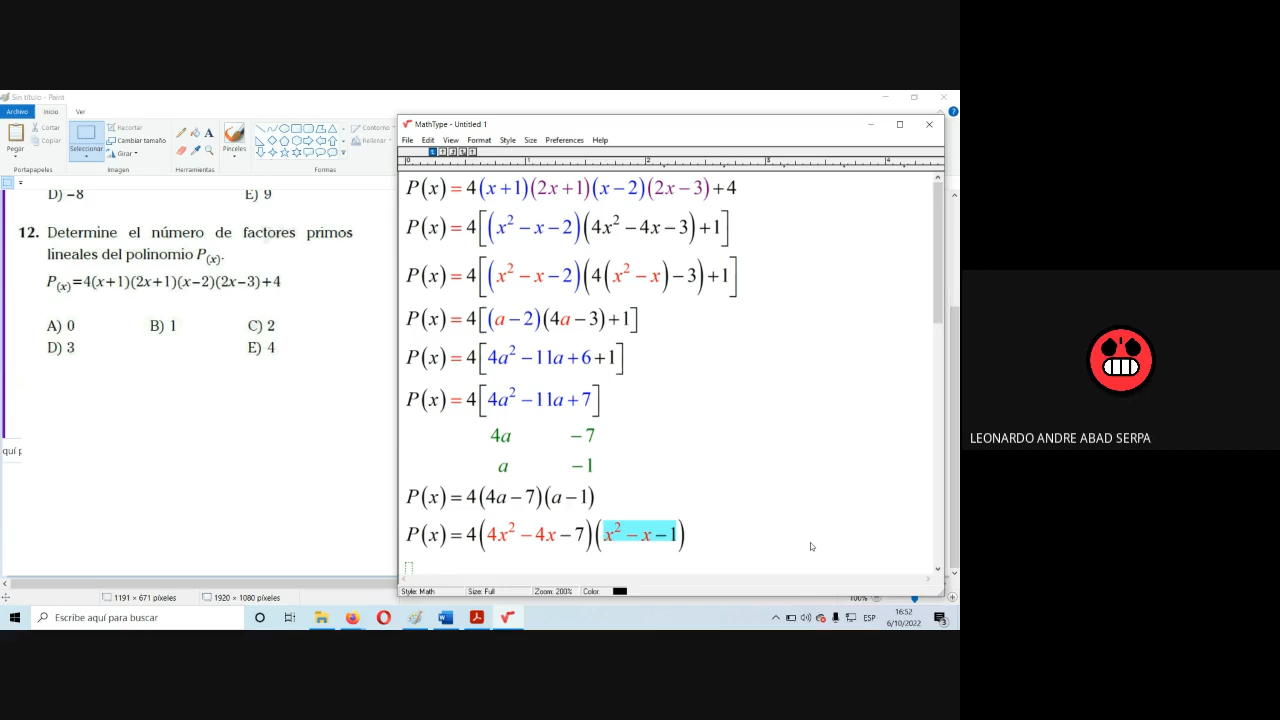 Sin título - Paint
Archivo Inicio Ver
Pegar
Cortar
Copiar
Portapapeles
Seleccionar
Recortar
Cambiar tamaño
Girar
Imagen
A
Herramientas
Pinceles
Formas
Contorno
Rellenar
D) −8 E) 9
12. Determine el número de factores primos
lineales del polinomio P(x).
P(x)=4(x+1)(2x+1)(x−2)(2x−3)+4
A) 0 B) 1 C) 2
D) 3 E) 4
quí p
1191 × 671 píxeles 1920 × 1080 píxeles 100%
MathType - Untitled 1
File Edit View Format Style Size Preferences Help
0 1 2 3 4
P(x) = 4(x+1)(2x+1)(x−2)(2x−3)+4
P(x) = 4[(x² − x − 2)(4x² − 4x − 3)+1]
P(x) = 4[(x² − x − 2)(4(x² − x) − 3)+1]
P(x) = 4[(a − 2)(4a − 3)+1]
P(x) = 4[4a² − 11a + 6 + 1]
P(x) = 4[4a² − 11a + 7]
4a − 7
a − 1
P(x) = 4(4a − 7)(a − 1)
P(x) = 4(4x² − 4x − 7)(x² − x − 1)
Style: Math Size: Full Zoom: 200% Color:
Escribe aquí para buscar
ESP
16:52
6/10/2022
3
LEONARDO ANDRE ABAD SERPA